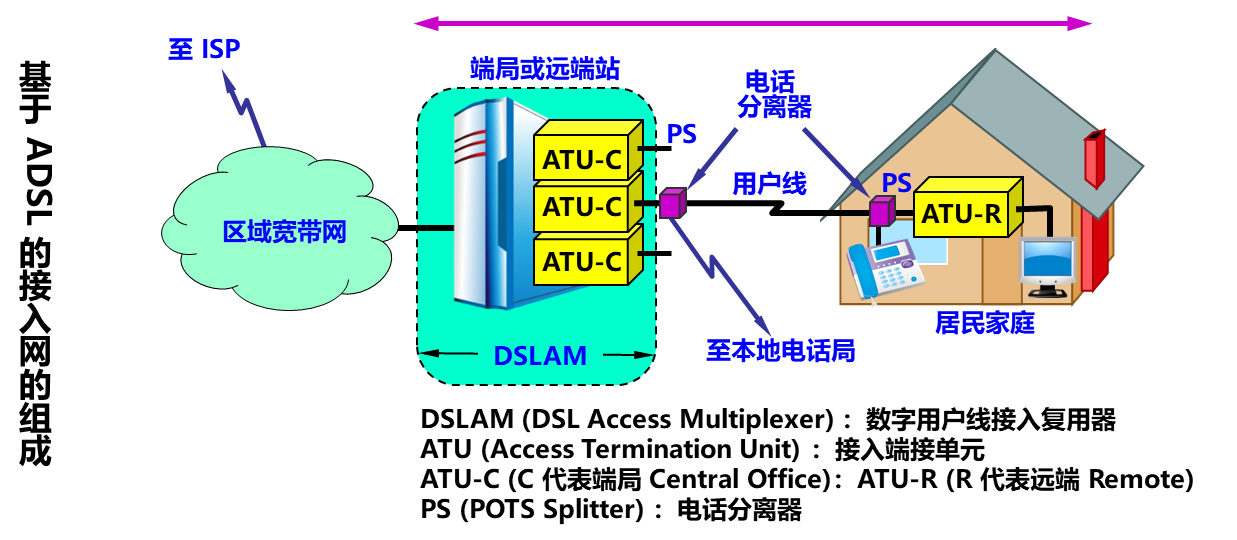 基于 ADSL 的接入网的组成
至 ISP
端局或远端站
电话
分离器
PS
ATU-C
ATU-C
ATU-C
用户线
PS
ATU-R
区域宽带网
居民家庭
DSLAM
至本地电话局
DSLAM (DSL Access Multiplexer) ：数字用户线接入复用器
ATU (Access Termination Unit) ：接入端接单元
ATU-C (C 代表端局 Central Office)：ATU-R (R 代表远端 Remote)
PS (POTS Splitter) ：电话分离器